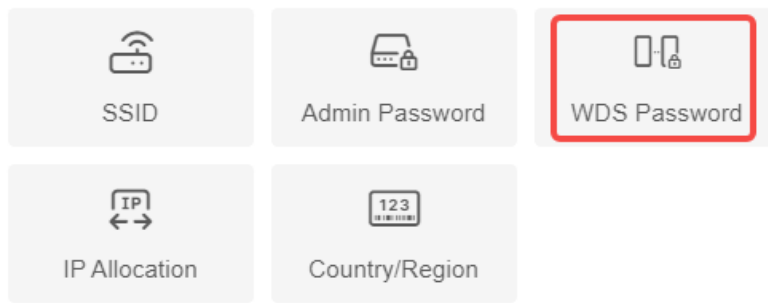 SSID
Admin Password
WDS Password
IP
IP Allocation
123
Country/Region